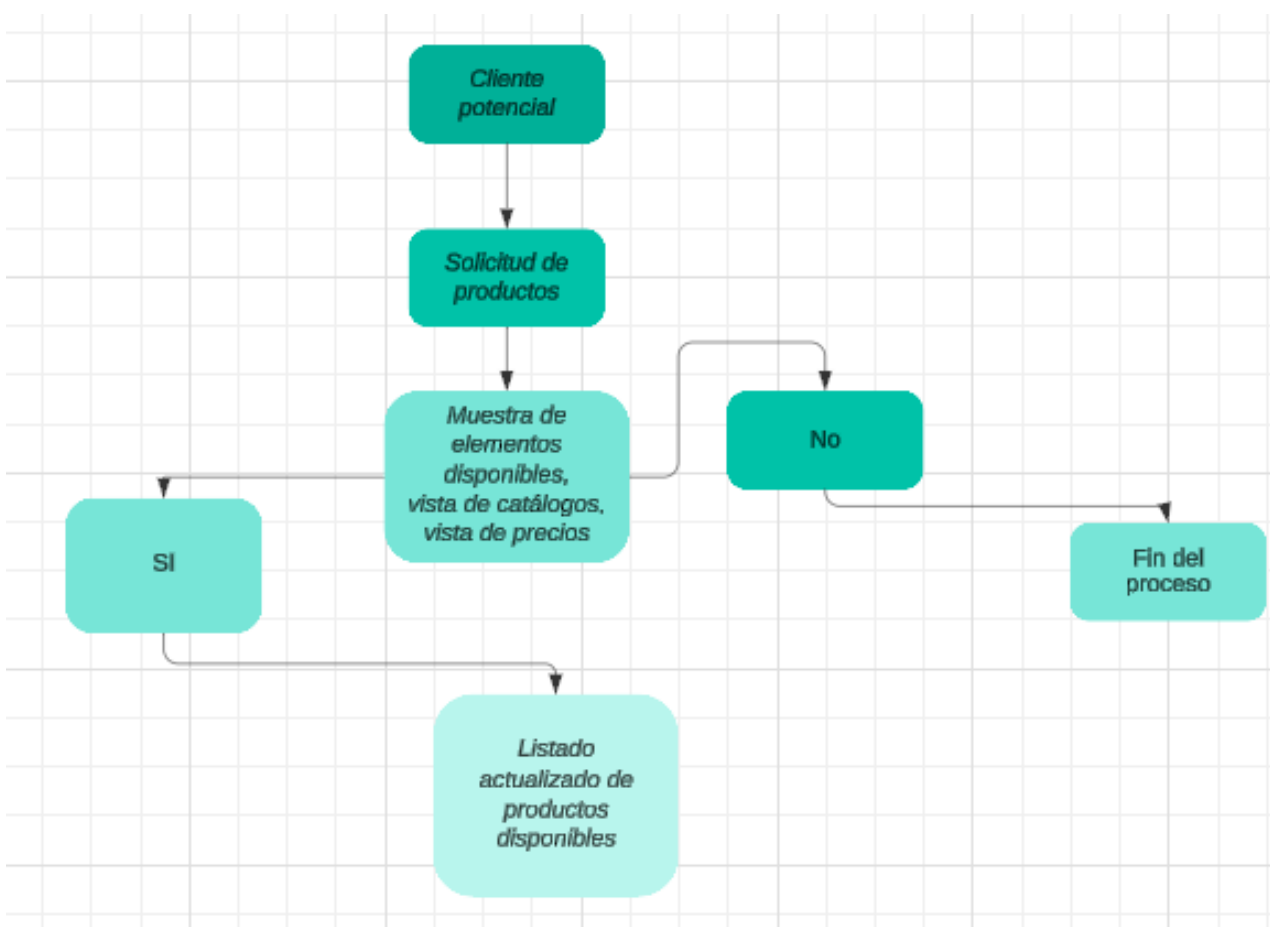 Cliente
potencial
Solicitud de
productos
Muestra de
elementos
disponibles,
vista de catálogos,
vista de precios
No
SI
Fin del
proceso
Listado
actualizado de
productos
disponibles